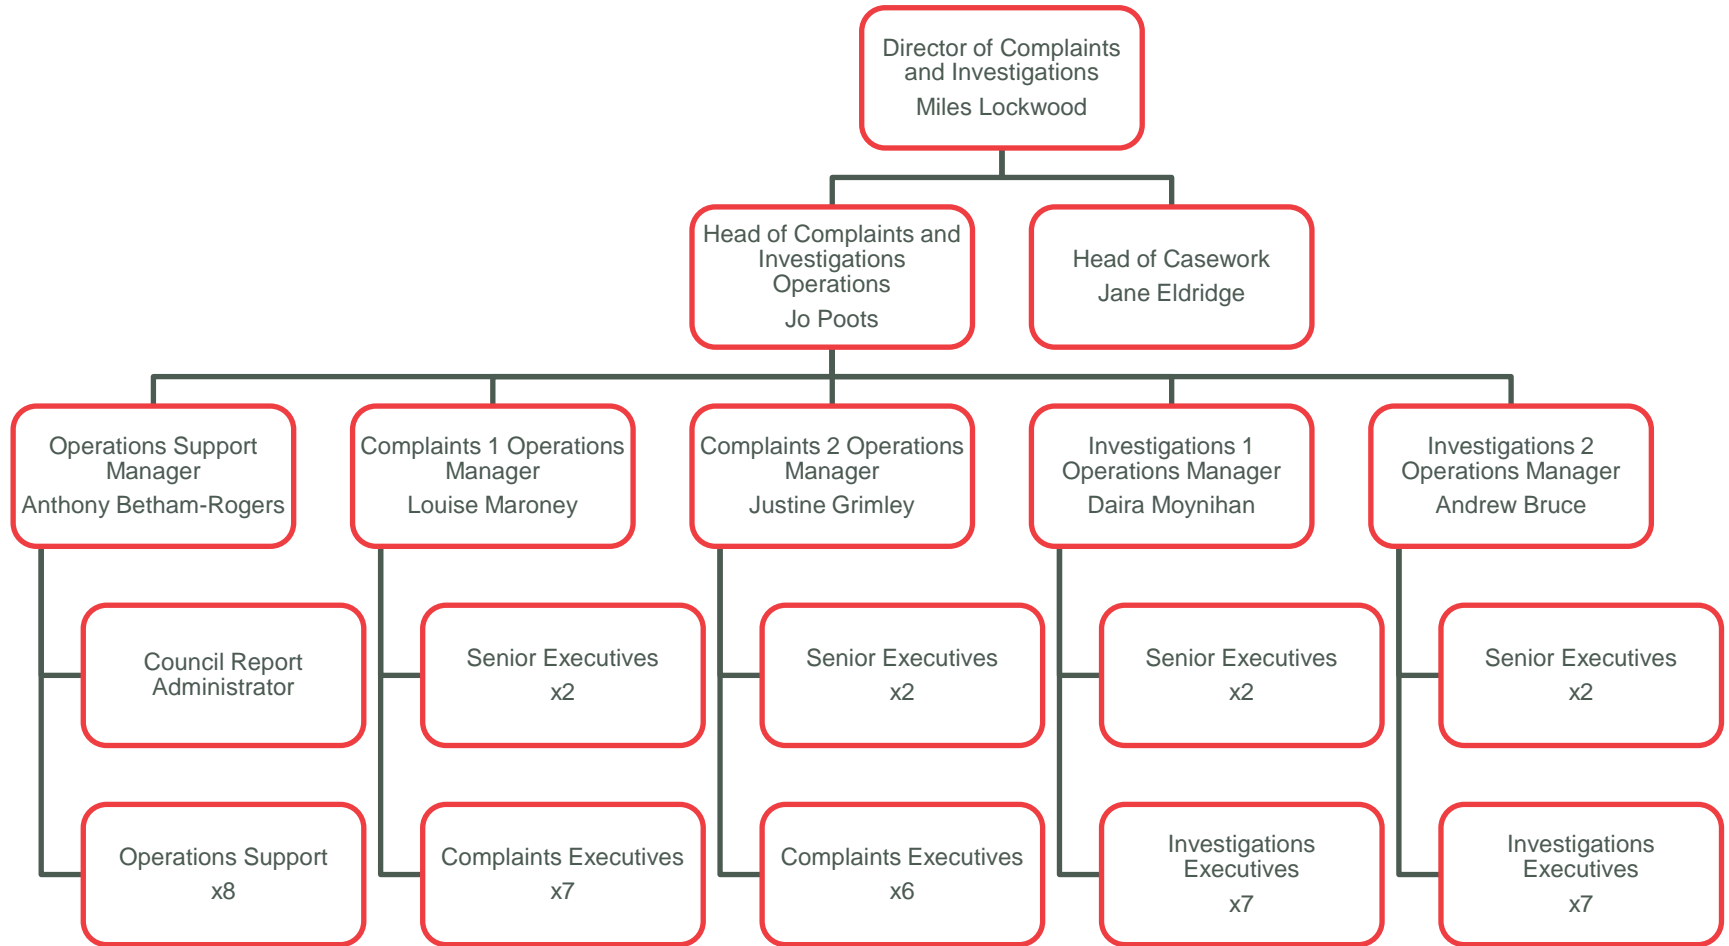 Director of Complaints
and Investigations
Miles Lockwood
Head of Complaints and
Investigations
Operations
Jo Poots
Head of Casework
Jane Eldridge
Operations Support
Manager
Anthony Betham-Rogers
Complaints 1 Operations
Manager
Louise Maroney
Complaints 2 Operations
Manager
Justine Grimley
Investigations 1
Operations Manager
Daira Moynihan
Investigations 2
Operations Manager
Andrew Bruce
Council Report
Administrator
Senior Executives
x2
Senior Executives
x2
Senior Executives
x2
Senior Executives
x2
Operations Support
x8
Complaints Executives
x7
Complaints Executives
x6
Investigations
Executives
x7
Investigations
Executives
x7